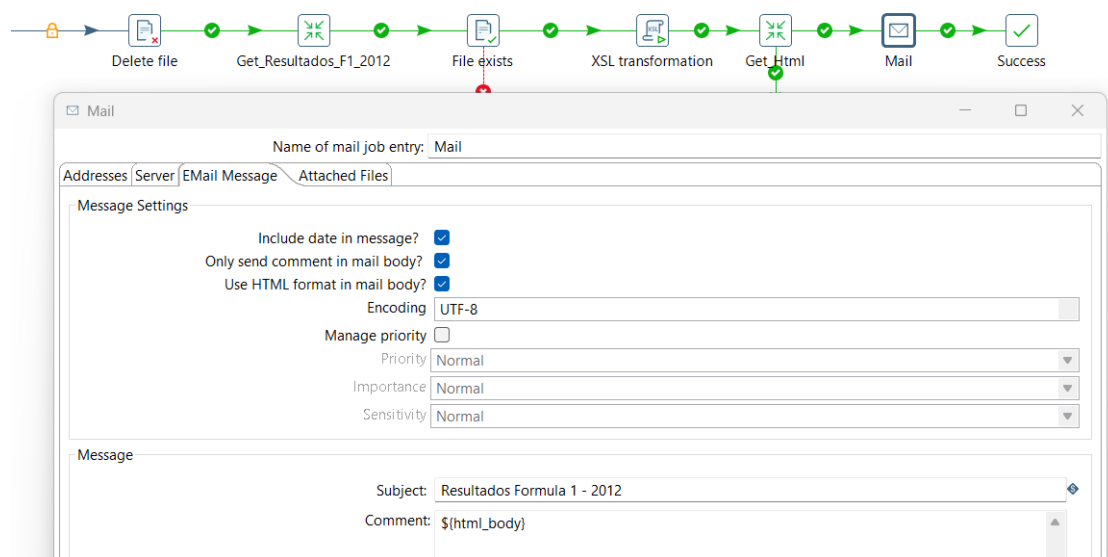 Delete file Get_Resultados_F1_2012 File exists XSL transformation Get_Html Mail Success
Mail
Name of mail job entry: Mail
Addresses Server EMail Message Attached Files
Message Settings
Include date in message?
Only send comment in mail body?
Use HTML format in mail body?
Encoding UTF-8
Manage priority
Priority Normal
Importance Normal
Sensitivity Normal
Message
Subject: Resultados Formula 1 - 2012
Comment: ${html_body}